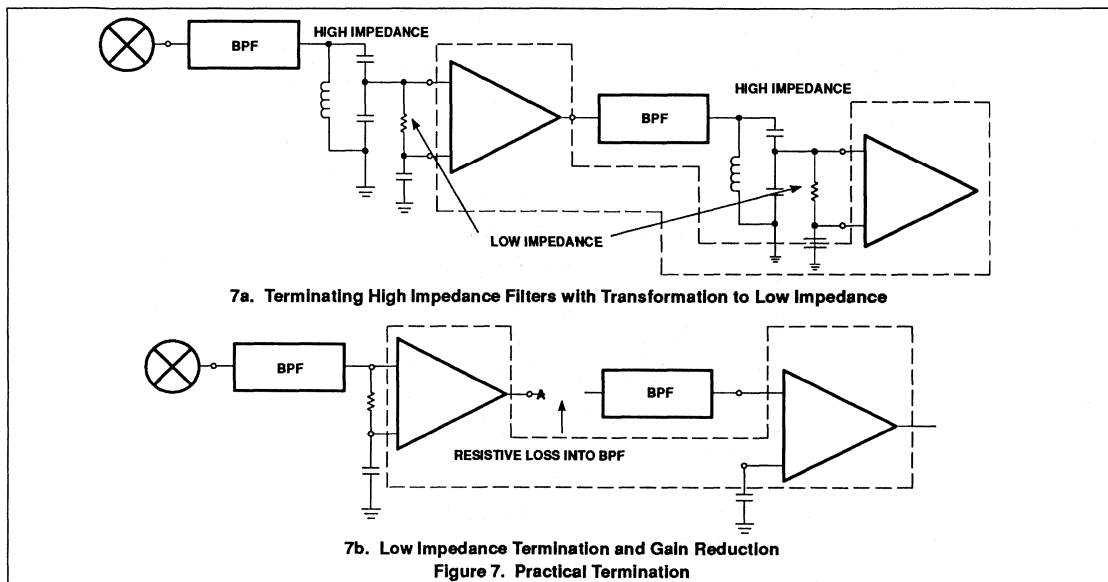 HIGH IMPEDANCE
BPF
HIGH IMPEDANCE
BPF
LOW IMPEDANCE
7a. Terminating High Impedance Filters with Transformation to Low Impedance
BPF
BPF
RESISTIVE LOSS INTO BPF
7b. Low Impedance Termination and Gain Reduction
Figure 7. Practical Termination